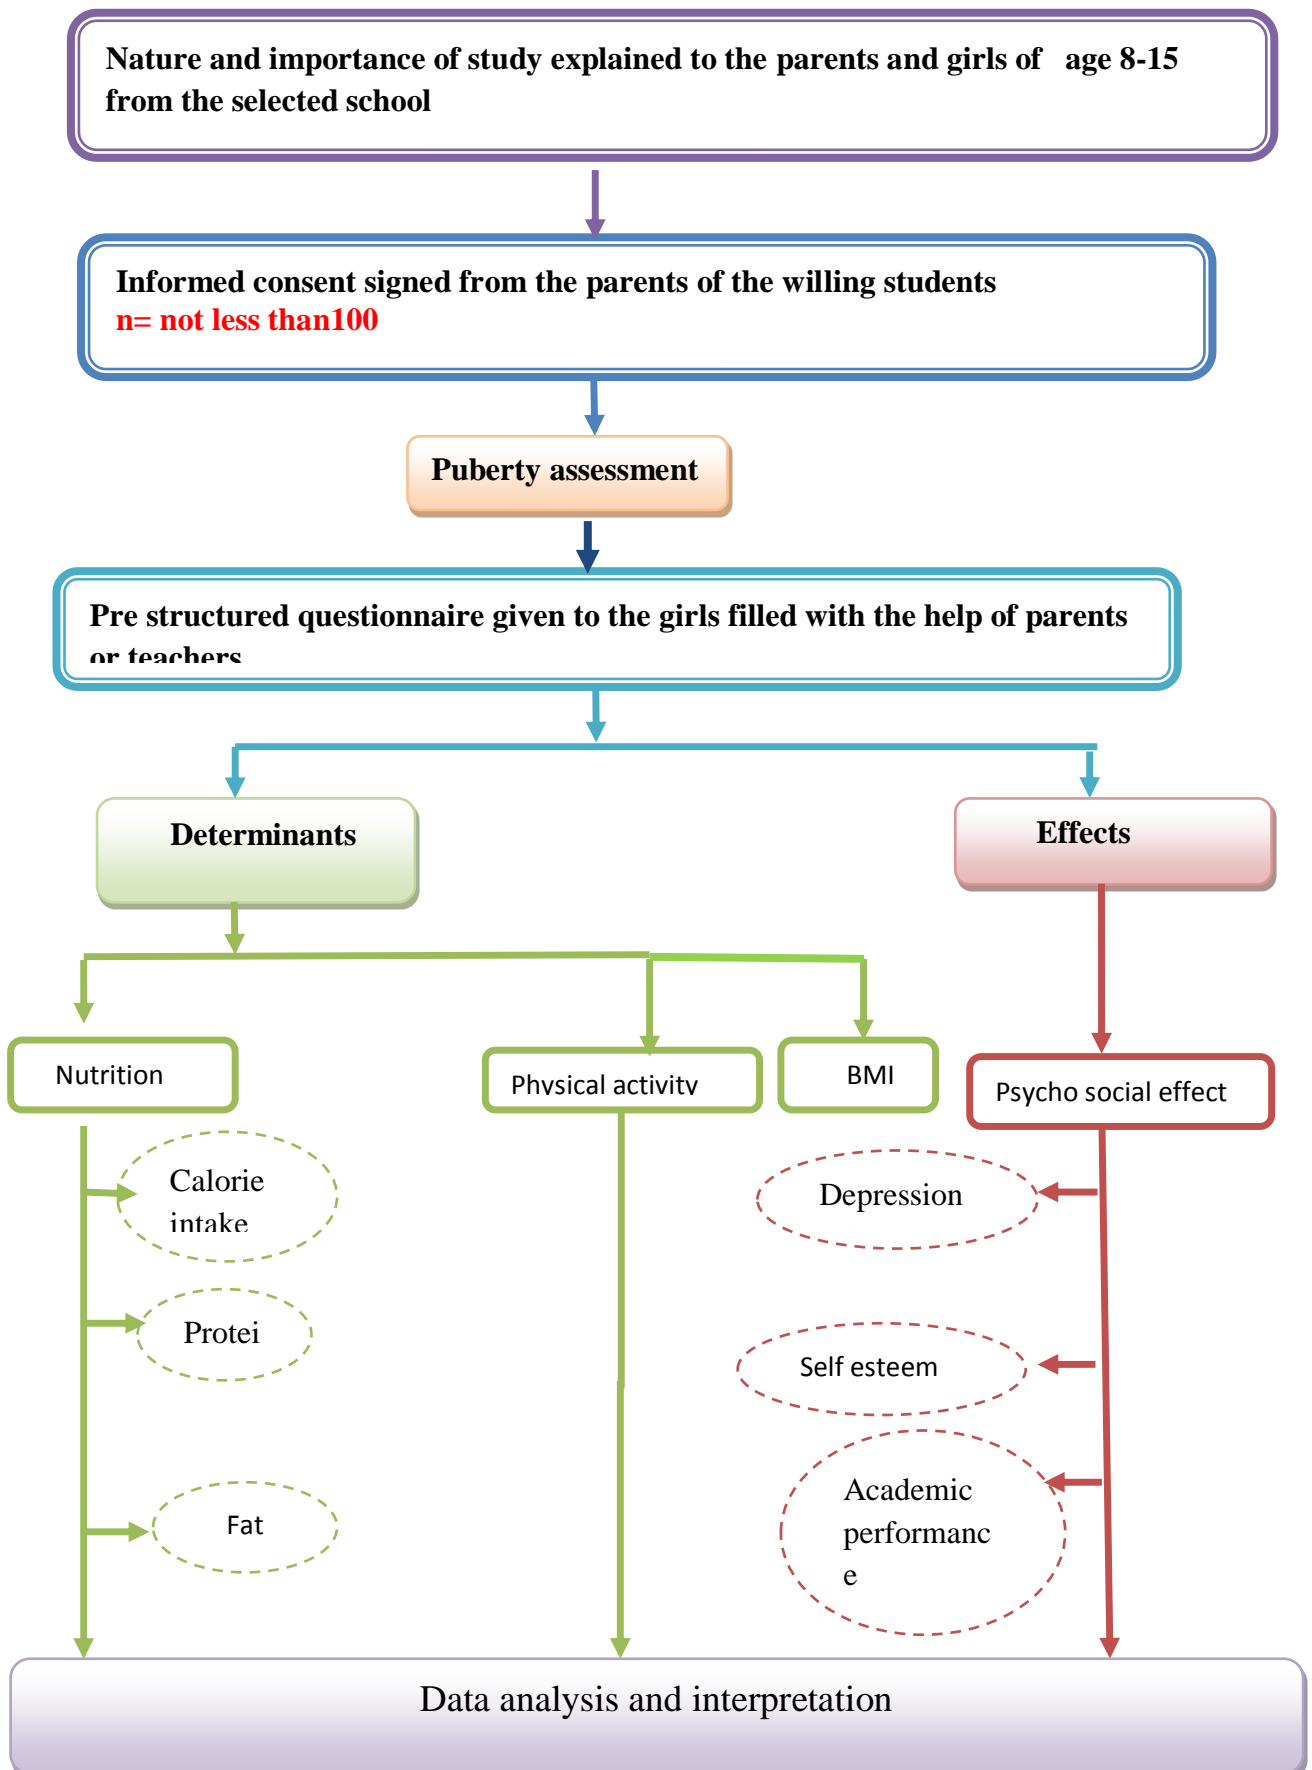 Nature and importance of study explained to the parents and girls of age 8-15
from the selected school
Informed consent signed from the parents of the willing students
n= not less than100
Puberty assessment
Pre structured questionnaire given to the girls filled with the help of parents
or teachers
Determinants
Effects
Nutrition
Physical activity
BMI
Psycho social effect
Calorie
intake
Depression
Protei
Self esteem
Academic
performanc
e
Fat
Data analysis and interpretation